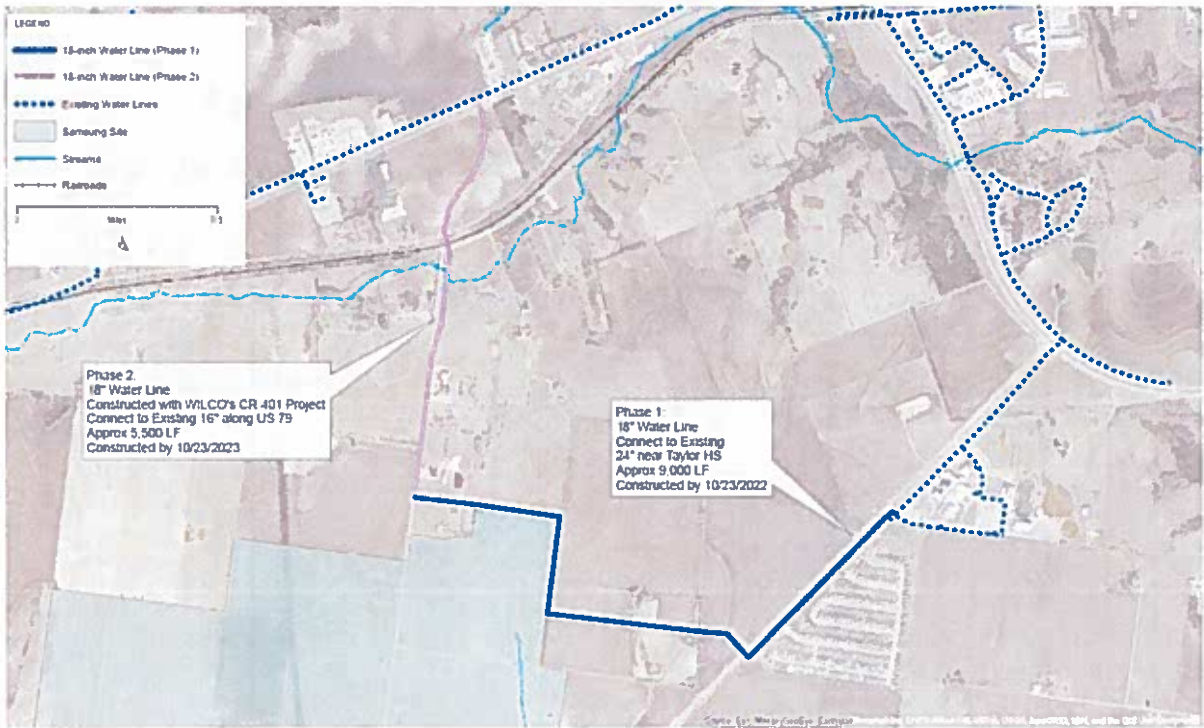 LEGEND
18-inch Water Line (Phase 1)
18-inch Water Line (Phase 2)
Existing Water Lines
Samsung Site
Streams
Railroads
Miles
Phase 2:
18" Water Line
Constructed with WILCO's CR 401 Project
Connect to Existing 16" along US 79
Approx 5,500 LF
Constructed by 10/23/2023
Phase 1:
18" Water Line
Connect to Existing
24" near Taylor HS
Approx 9,000 LF
Constructed by 10/23/2022